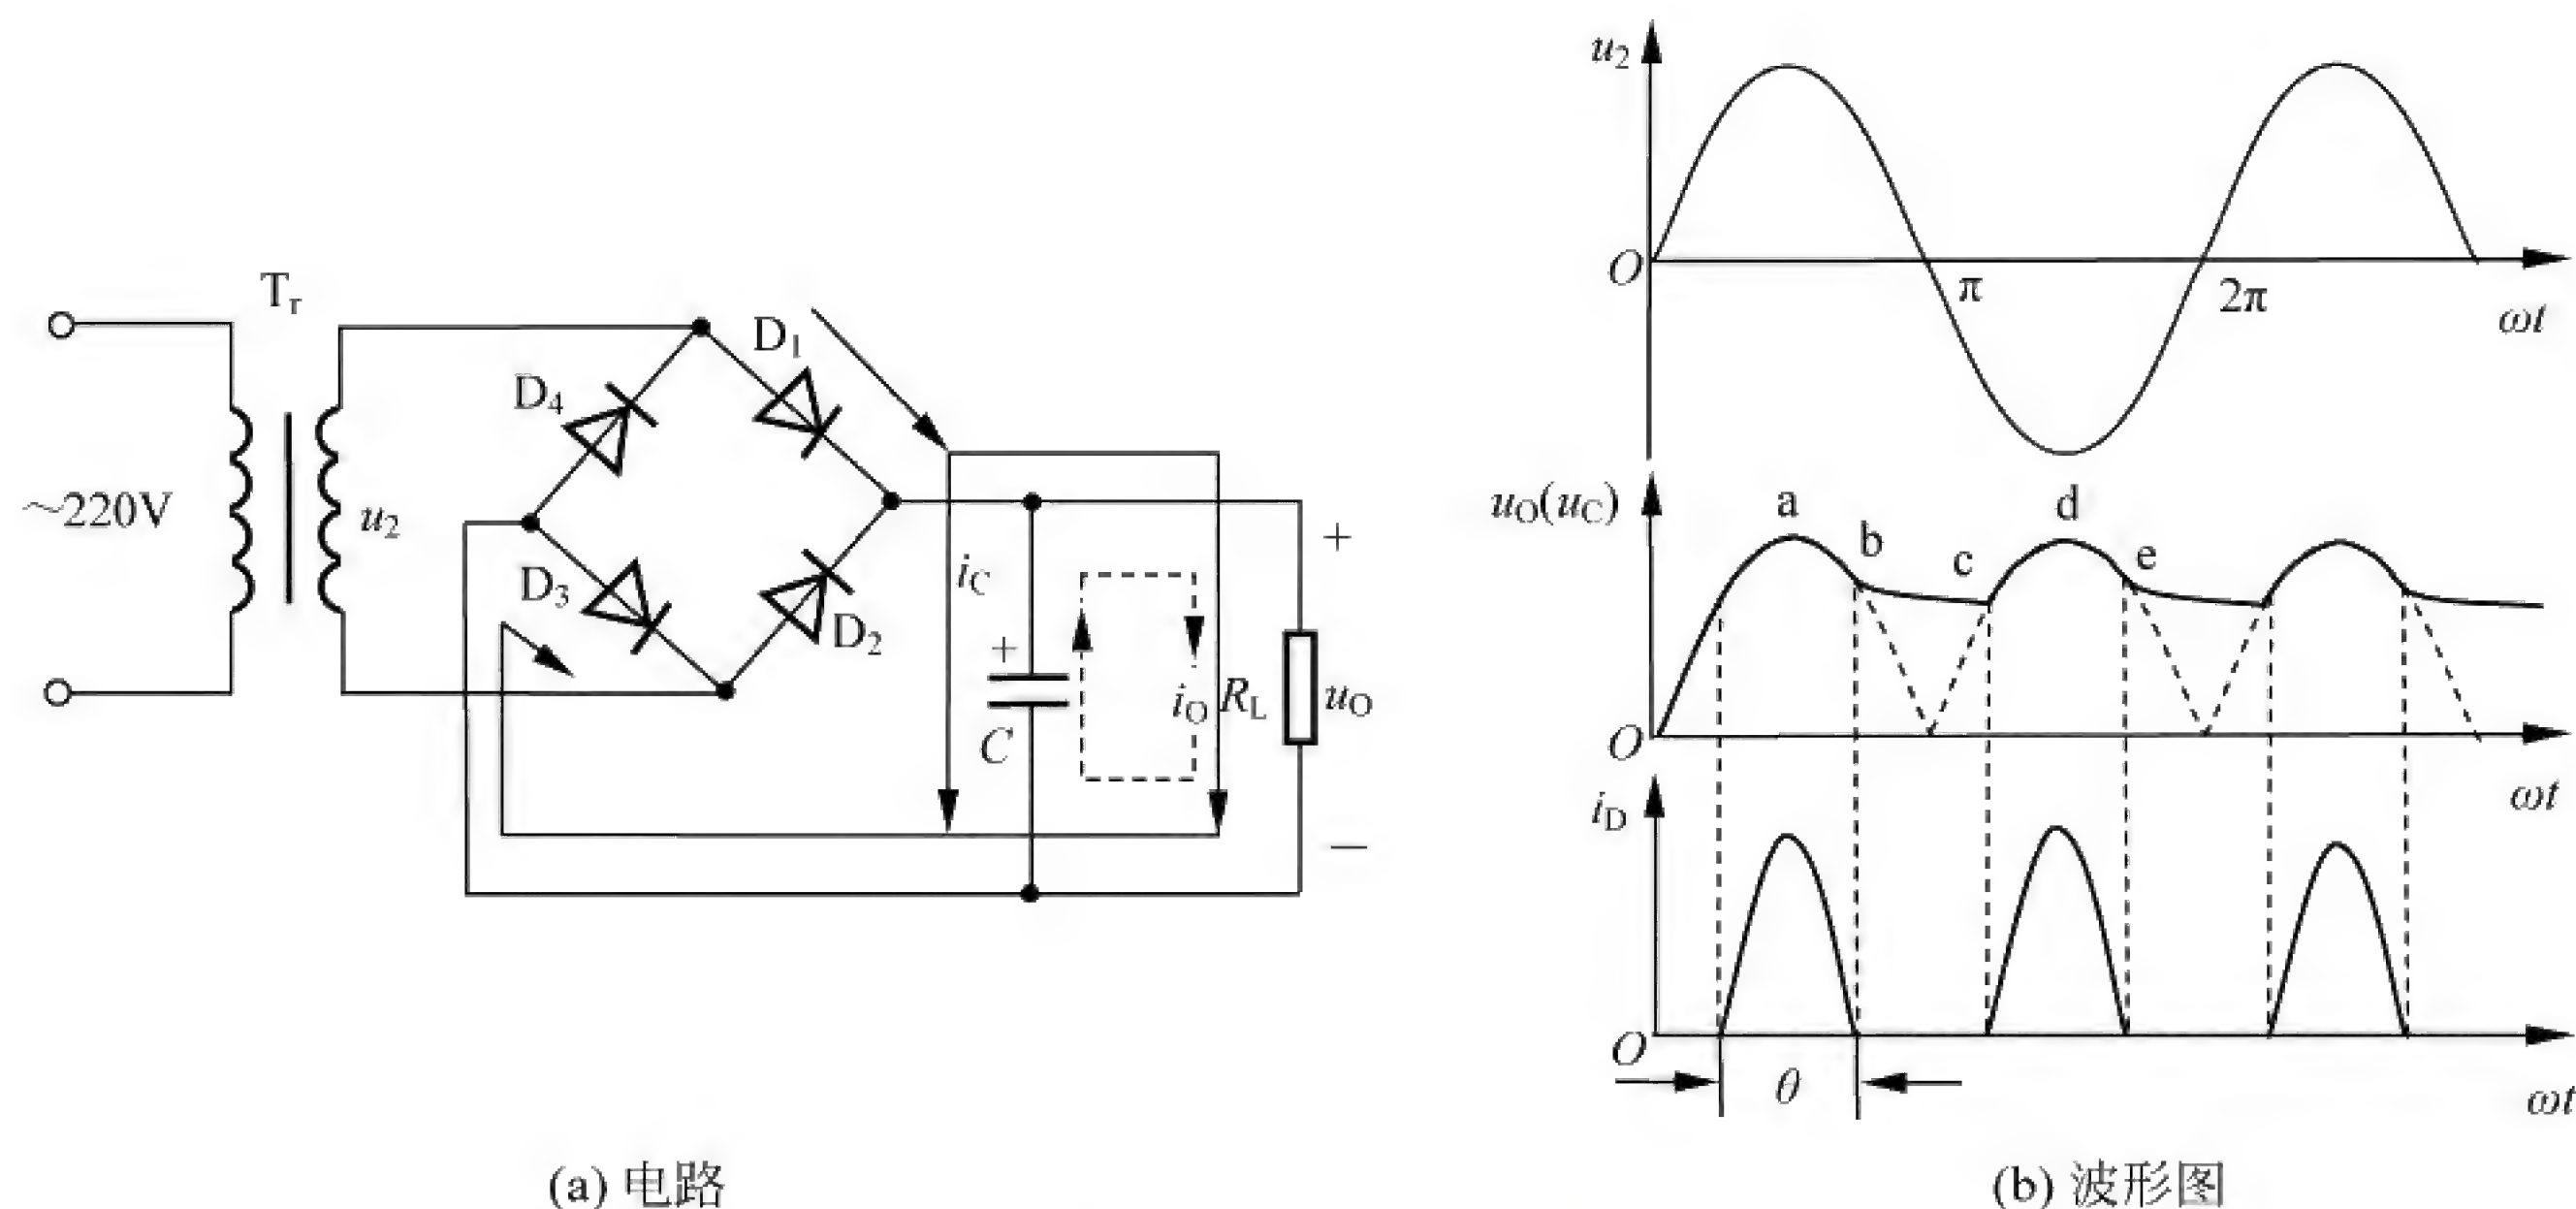 Tr
~220V
u2
D4
D1
D3
D2
iC
+
C
iO
RL
+
uO
—
(a) 电路
u2
O
π
2π
ωt
uO(uC)
a
b
c
d
e
O
ωt
iD
O
θ
ωt
(b) 波形图